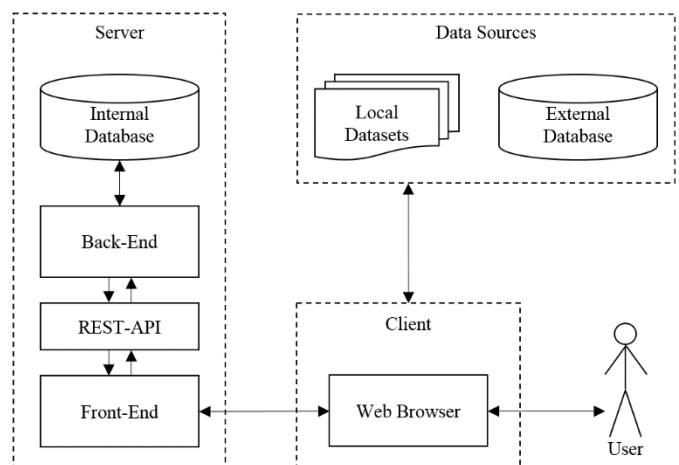 Server
Internal
Database
Back-End
REST-API
Front-End
Data Sources
Local
Datasets
External
Database
Client
Web Browser
User